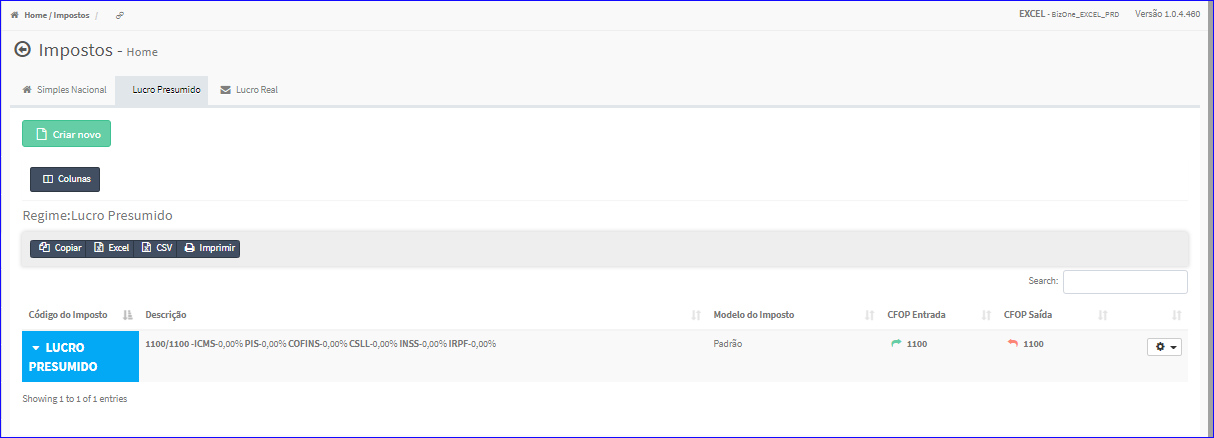 Home / Impostos /
EXCEL - BizOne_EXCEL_PRD Versão 1.0.4.460
Impostos - Home
Simples Nacional Lucro Presumido Lucro Real
Criar novo
Colunas
Regime:Lucro Presumido
Copiar Excel CSV Imprimir
Search:
Código do Imposto Descrição Modelo do Imposto CFOP Entrada CFOP Saída
LUCRO PRESUMIDO 1100/1100 -ICMS-0,00% PIS-0,00% COFINS-0,00% CSLL-0,00% INSS-0,00% IRPF-0,00% Padrão 1100 1100
Showing 1 to 1 of 1 entries